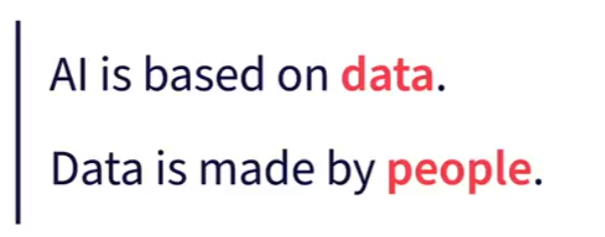 AI is based on data.
Data is made by people.